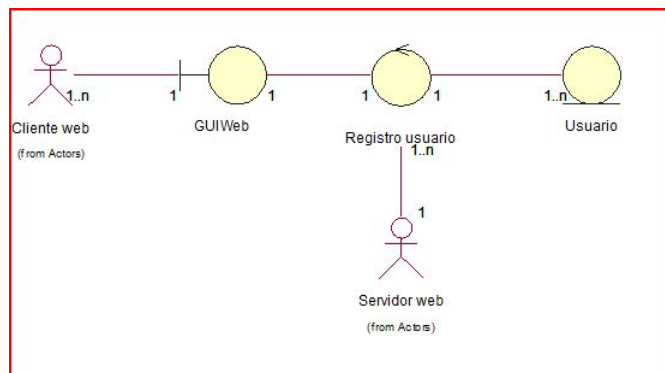 1..n
1
1
1
1
1..n
Cliente web
(from Actors)
GUIWeb
Registro usuario
Usuario
1..n
1
Servidor web
(from Actors)